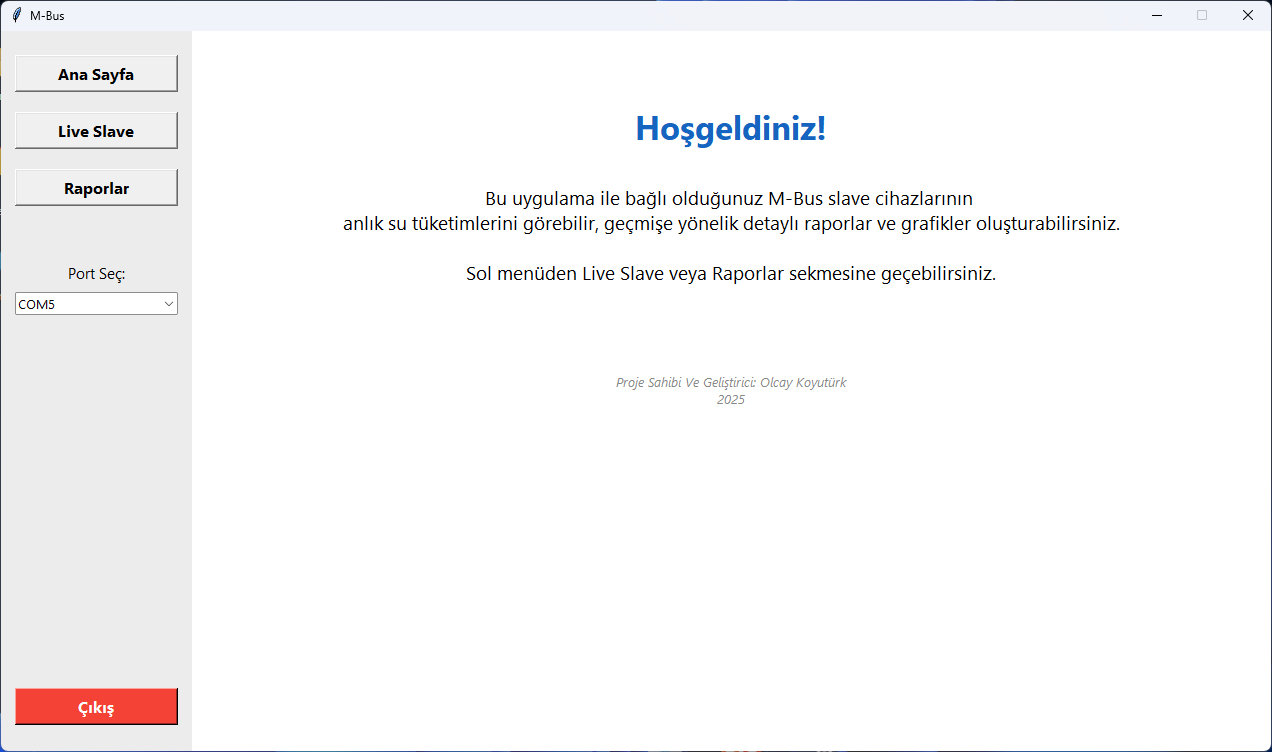 M-Bus
Ana Sayfa
Live Slave
Raporlar
Port Seç:
COM5
Çıkış
Hoşgeldiniz!
Bu uygulama ile bağlı olduğunuz M-Bus slave cihazlarının
anlık su tüketimlerini görebilir, geçmişe yönelik detaylı raporlar ve grafikler oluşturabilirsiniz.
Sol menüden Live Slave veya Raporlar sekmesine geçebilirsiniz.
Proje Sahibi Ve Geliştirici: Olcay Koyutürk
2025